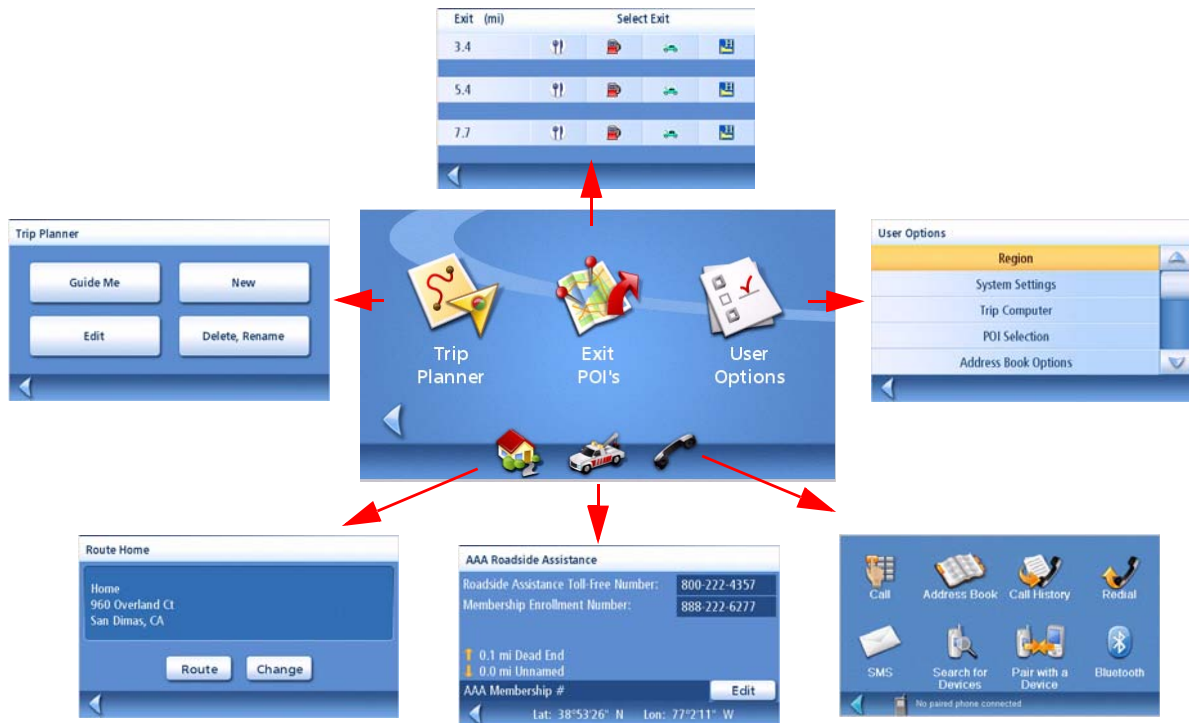 Exit (mi) Select Exit
3.4
5.4
7.7
Trip Planner
Guide Me New
Edit Delete, Rename
Trip Planner
Exit POI's
User Options
User Options
Region
System Settings
Trip Computer
POI Selection
Address Book Options
Route Home
Home
960 Overland Ct
San Dimas, CA
Route Change
AAA Roadside Assistance
Roadside Assistance Toll-Free Number: 800-222-4357
Membership Enrollment Number: 888-222-6277
0.1 mi Dead End
0.0 mi Unnamed
AAA Membership # Edit
Lat: 38°53'26" N Lon: 77°2'11" W
Call Address Book Call History Redial
SMS Search for Devices Pair with a Device Bluetooth
No paired phone connected